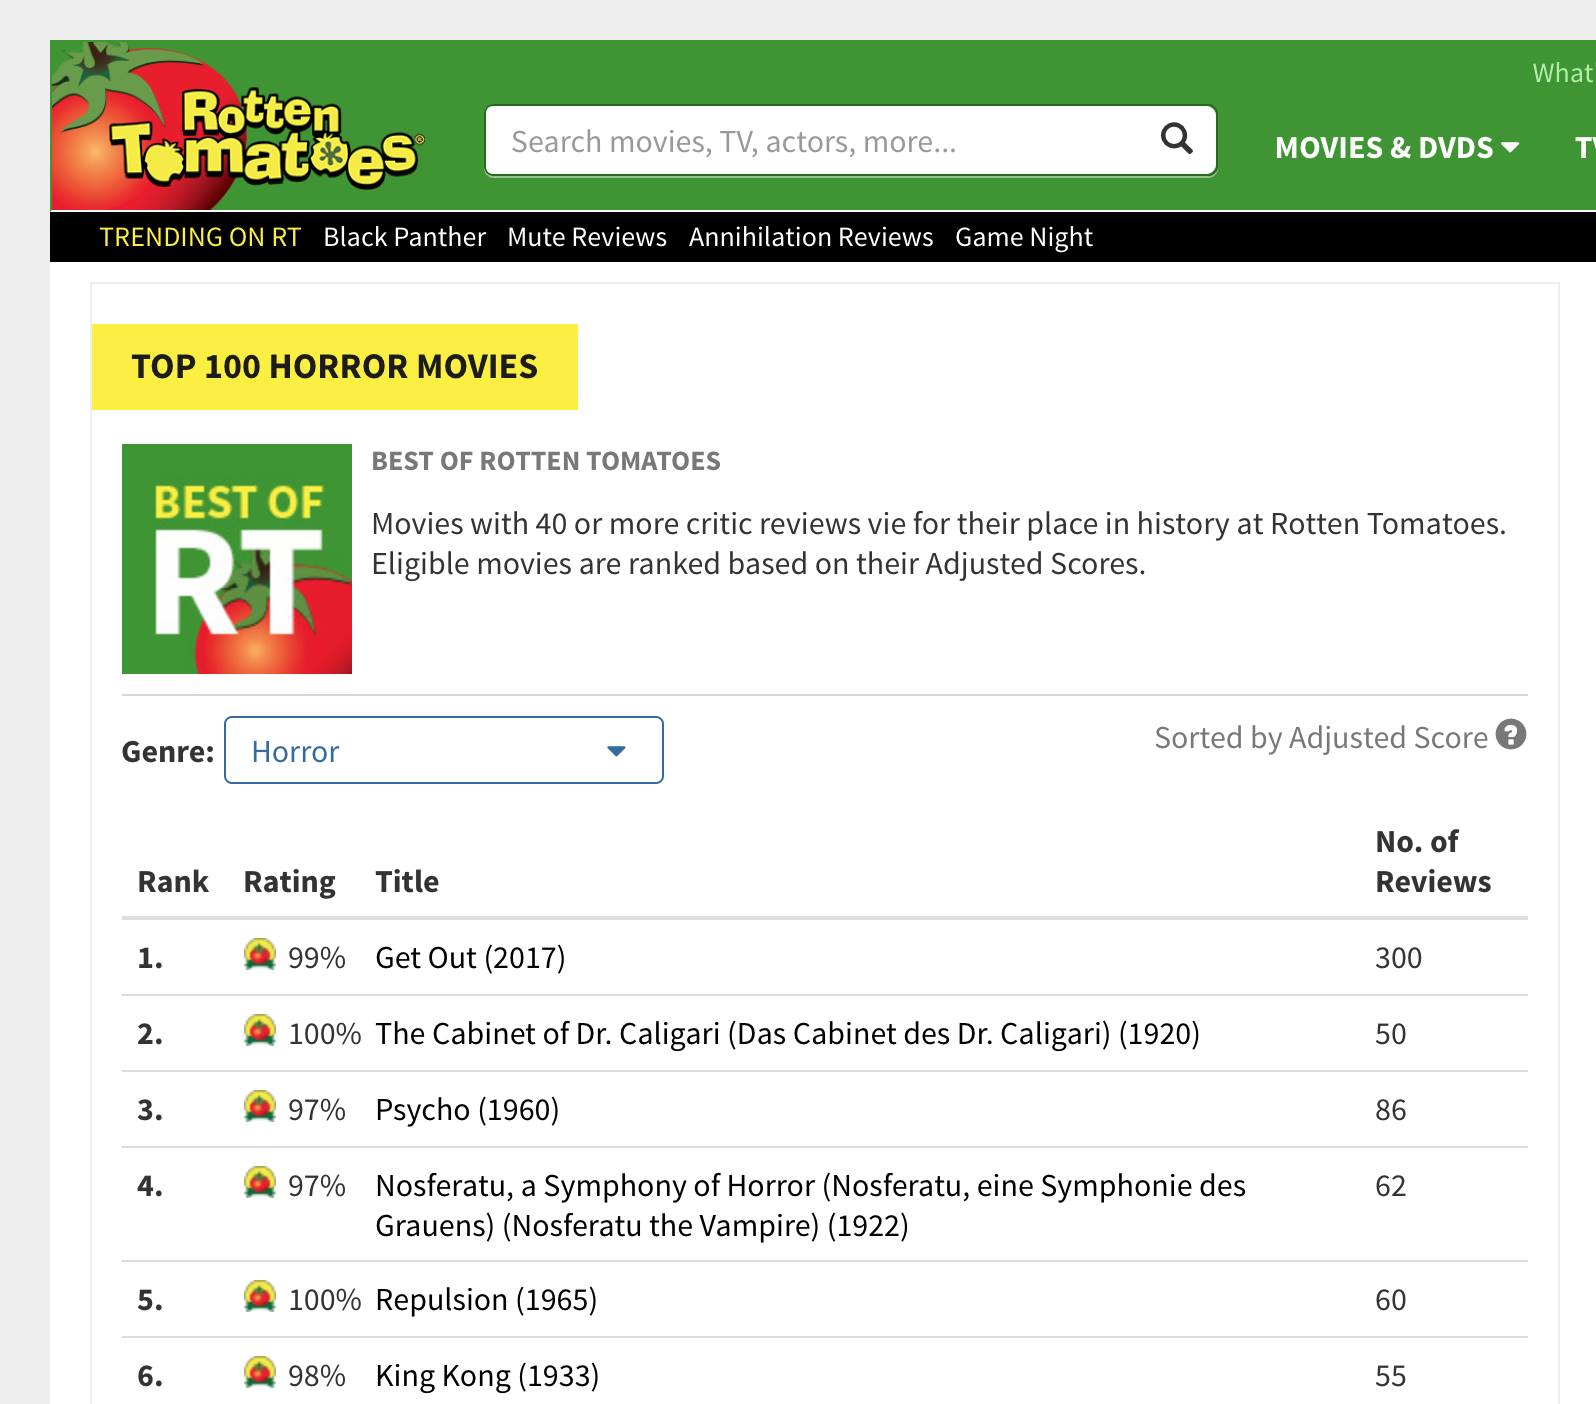 What
Rotten
Tomatoes®
Search movies, TV, actors, more...
MOVIES & DVDS
TRENDING ON RT Black Panther Mute Reviews Annihilation Reviews Game Night
TOP 100 HORROR MOVIES
BEST OF
RT
BEST OF ROTTEN TOMATOES
Movies with 40 or more critic reviews vie for their place in history at Rotten Tomatoes.
Eligible movies are ranked based on their Adjusted Scores.
Genre: Horror
Sorted by Adjusted Score ?
No. of
Rank Rating Title Reviews
1. 99% Get Out (2017) 300
2. 100% The Cabinet of Dr. Caligari (Das Cabinet des Dr. Caligari) (1920) 50
3. 97% Psycho (1960) 86
4. 97% Nosferatu, a Symphony of Horror (Nosferatu, eine Symphonie des 62
Grauens) (Nosferatu the Vampire) (1922)
5. 100% Repulsion (1965) 60
6. 98% King Kong (1933) 55